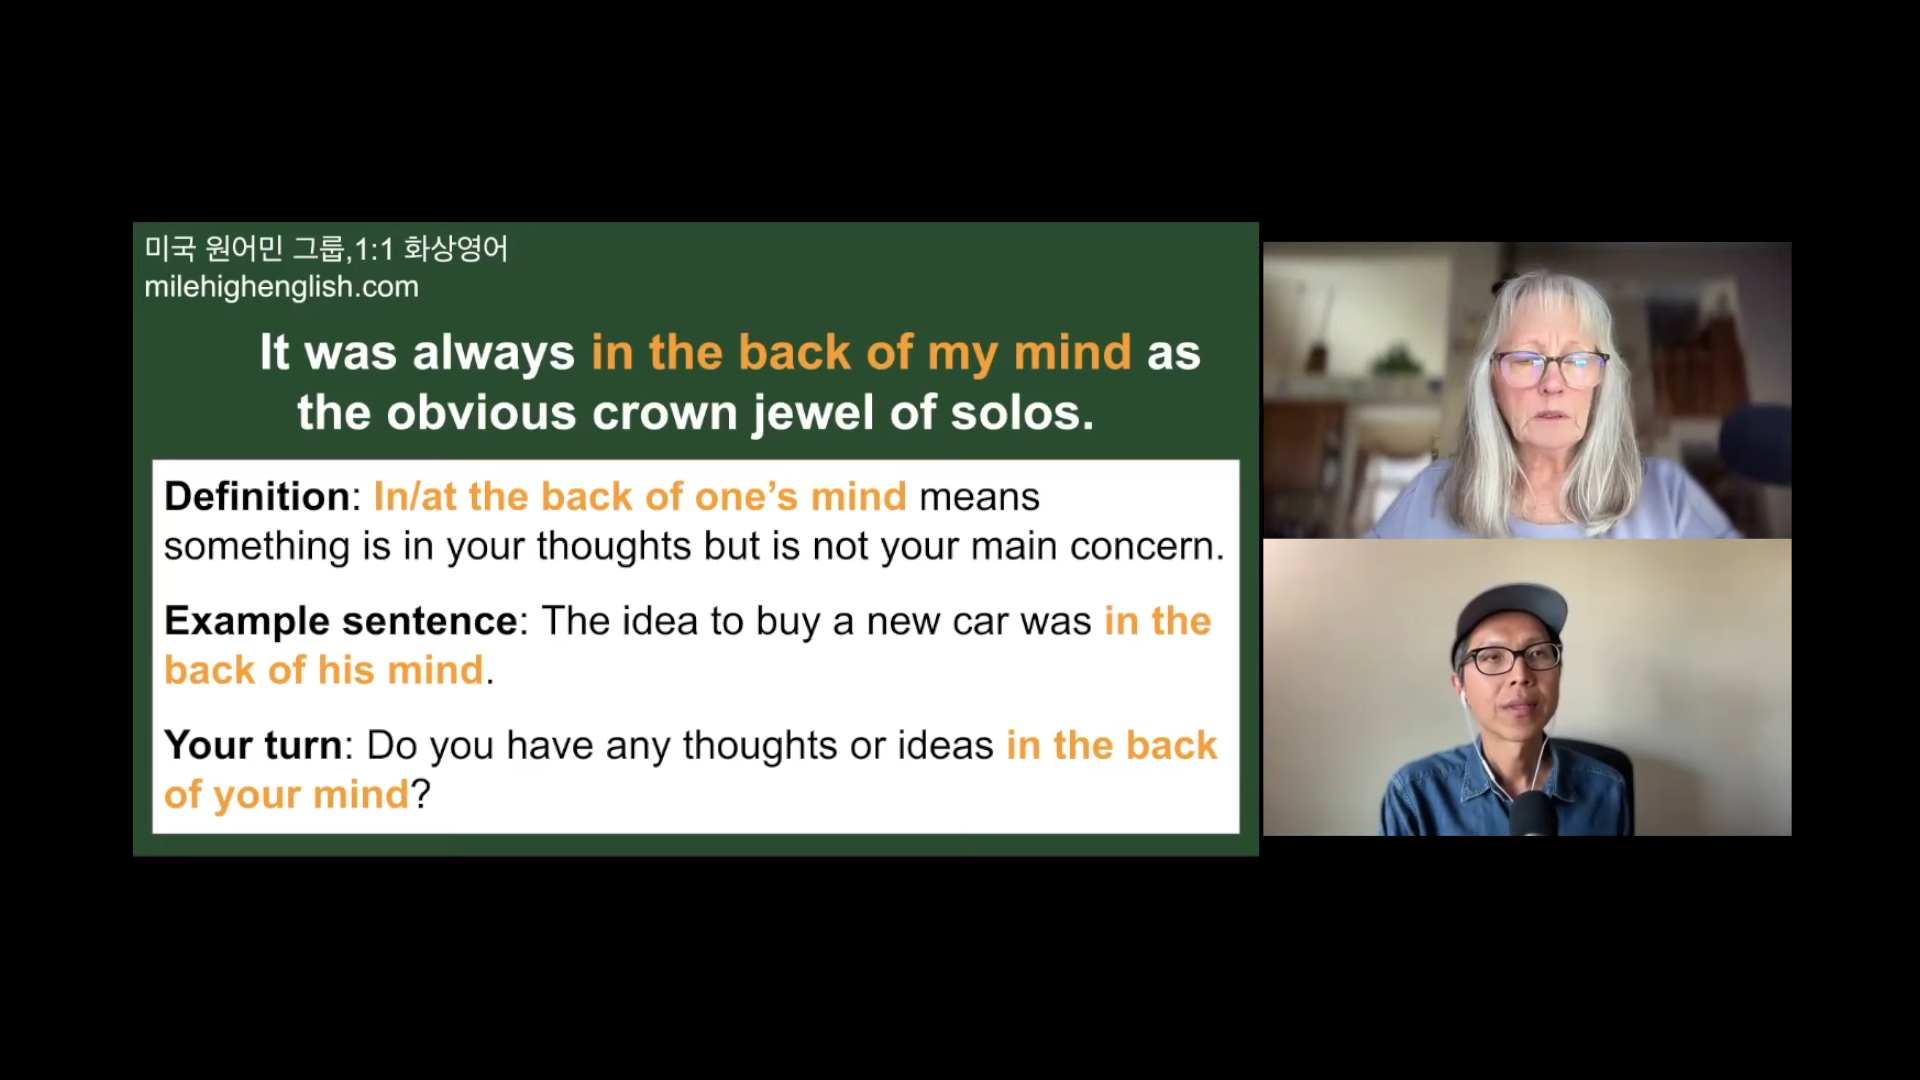 미국 원어민 그룹,1:1 화상영어
milehighenglish.com
It was always in the back of my mind as
the obvious crown jewel of solos.
Definition: In/at the back of one’s mind means
something is in your thoughts but is not your main concern.
Example sentence: The idea to buy a new car was in the
back of his mind.
Your turn: Do you have any thoughts or ideas in the back
of your mind?